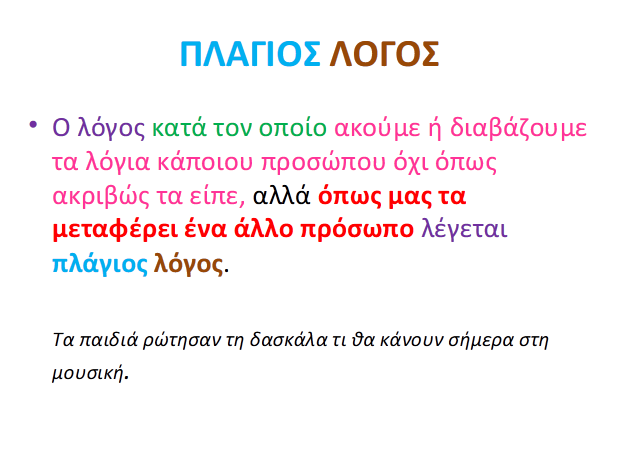 ΠΛΑΓΙΟΣ ΛΟΓΟΣ
• Ο λόγος κατά τον οποίο ακούμε ή διαβάζουμε
τα λόγια κάποιου προσώπου όχι όπως
ακριβώς τα είπε, αλλά όπως μας τα
μεταφέρει ένα άλλο πρόσωπο λέγεται
πλάγιος λόγος.
Τα παιδιά ρώτησαν τη δασκάλα τι θα κάνουν σήμερα στη
μουσική.